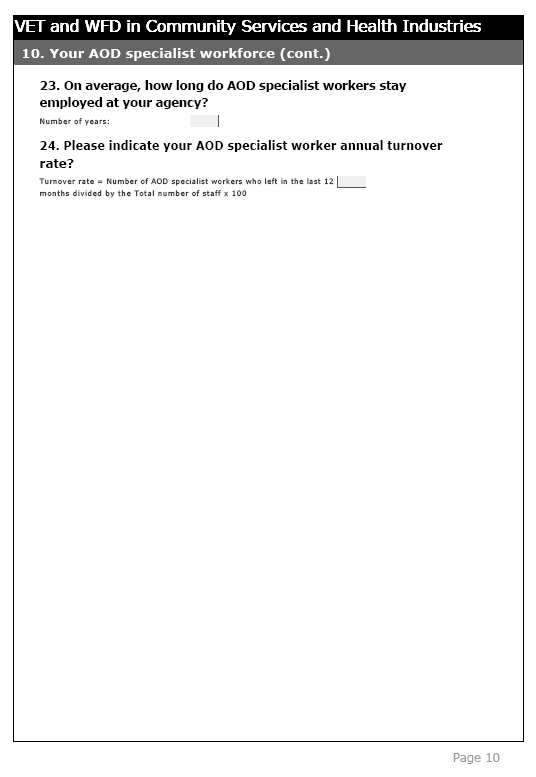 VET and WFD in Community Services and Health Industries
10. Your AOD specialist workforce (cont.)
23. On average, how long do AOD specialist workers stay
employed at your agency?
Number of years:
24. Please indicate your AOD specialist worker annual turnover
rate?
Turnover rate = Number of AOD specialist workers who left in the last 12
months divided by the Total number of staff x 100
Page 10